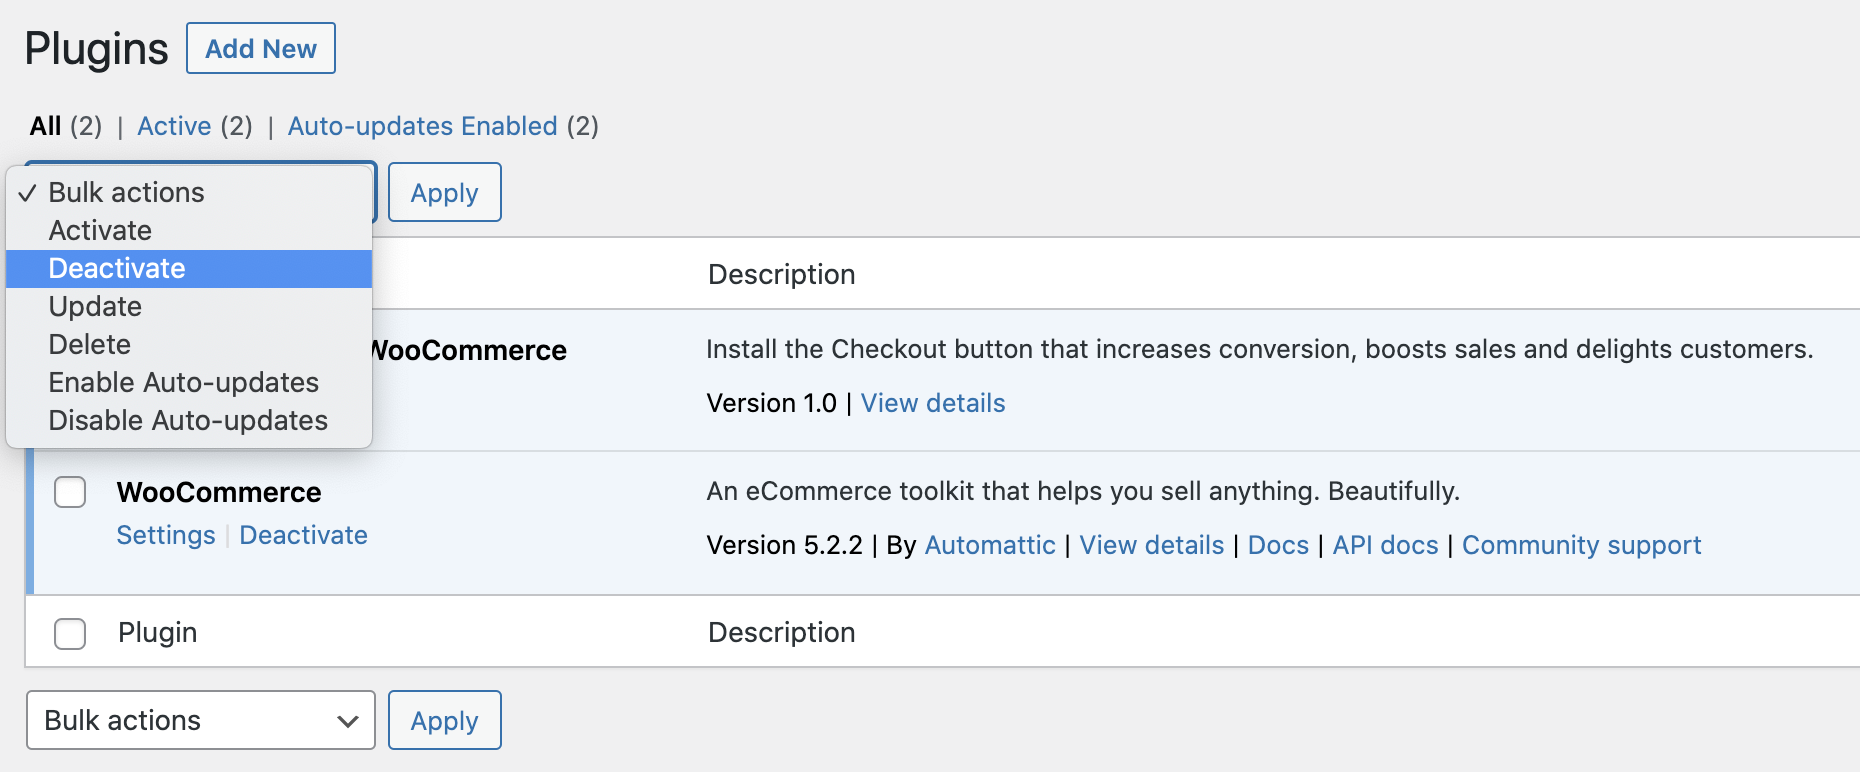 Plugins Add New
All (2) | Active (2) | Auto-updates Enabled (2)
✓ Bulk actions
Apply
Activate
Deactivate
Update
Delete
Enable Auto-updates
Disable Auto-updates
Description
WooCommerce
Install the Checkout button that increases conversion, boosts sales and delights customers.
Version 1.0 | View details
WooCommerce
An eCommerce toolkit that helps you sell anything. Beautifully.
Settings | Deactivate
Version 5.2.2 | By Automattic | View details | Docs | API docs | Community support
Plugin
Description
Bulk actions
Apply